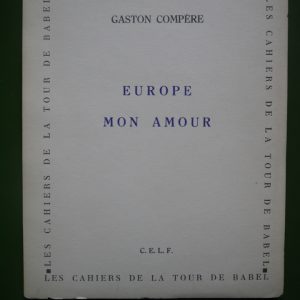 GASTON COMPÈRE
EUROPE
MON AMOUR
C. E. L. F.
LES CAHIERS DE LA TOUR DE BABEL
LES CAHIERS DE LA TOUR DE BABEL
LES CAHIERS DE LA TOUR DE BABEL